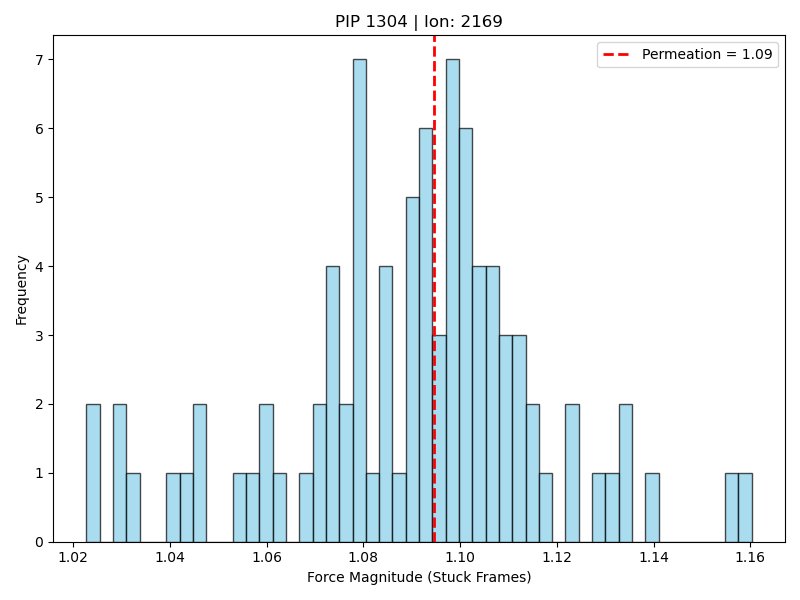 PIP 1304 | Ion: 2169
Permeation = 1.09
Frequency
7
6
5
4
3
2
1
0
1.02 1.04 1.06 1.08 1.10 1.12 1.14 1.16
Force Magnitude (Stuck Frames)